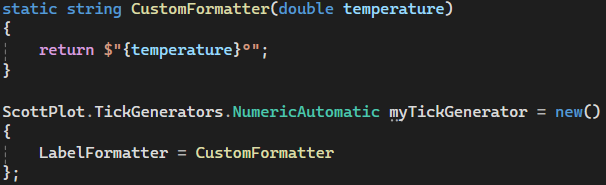 static string CustomFormatter(double temperature)
{
    return $"{temperature}°";
}

ScottPlot.TickGenerators.NumericAutomatic myTickGenerator = new()
{
    LabelFormatter = CustomFormatter
};